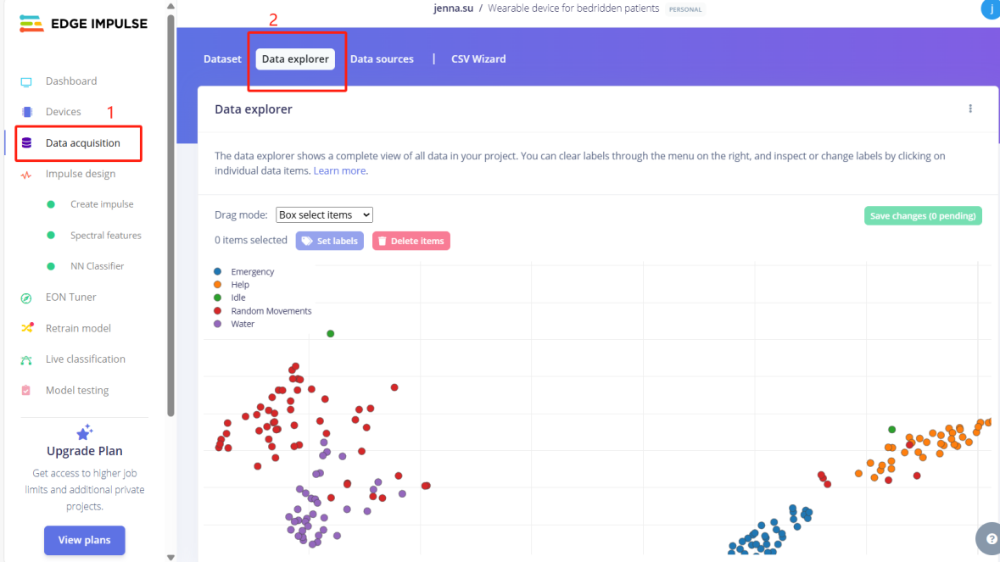 EDGE IMPULSE
jenna.su / Wearable device for bedridden patients PERSONAL
j
2
Dataset Data explorer Data sources | CSV Wizard
Dashboard
Devices 1
Data acquisition
Impulse design
Create impulse
Spectral features
NN Classifier
EON Tuner
Retrain model
Live classification
Model testing
Upgrade Plan
Get access to higher job
limits and additional private
projects.
View plans
Data explorer
The data explorer shows a complete view of all data in your project. You can clear labels through the menu on the right, and inspect or change labels by clicking on
individual data items. Learn more.
Drag mode: Box select items
Save changes (0 pending)
0 items selected Set labels Delete items
Emergency
Help
Idle
Random Movements
Water
?